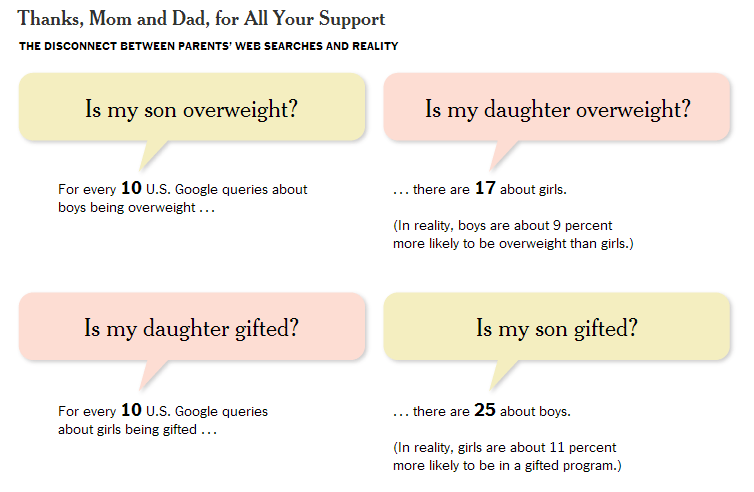 Thanks, Mom and Dad, for All Your Support
THE DISCONNECT BETWEEN PARENTS’ WEB SEARCHES AND REALITY
Is my son overweight?
For every 10 U.S. Google queries about
boys being overweight . . .
Is my daughter overweight?
. . . there are 17 about girls.
(In reality, boys are about 9 percent
more likely to be overweight than girls.)
Is my daughter gifted?
For every 10 U.S. Google queries
about girls being gifted . . .
Is my son gifted?
. . . there are 25 about boys.
(In reality, girls are about 11 percent
more likely to be in a gifted program.)